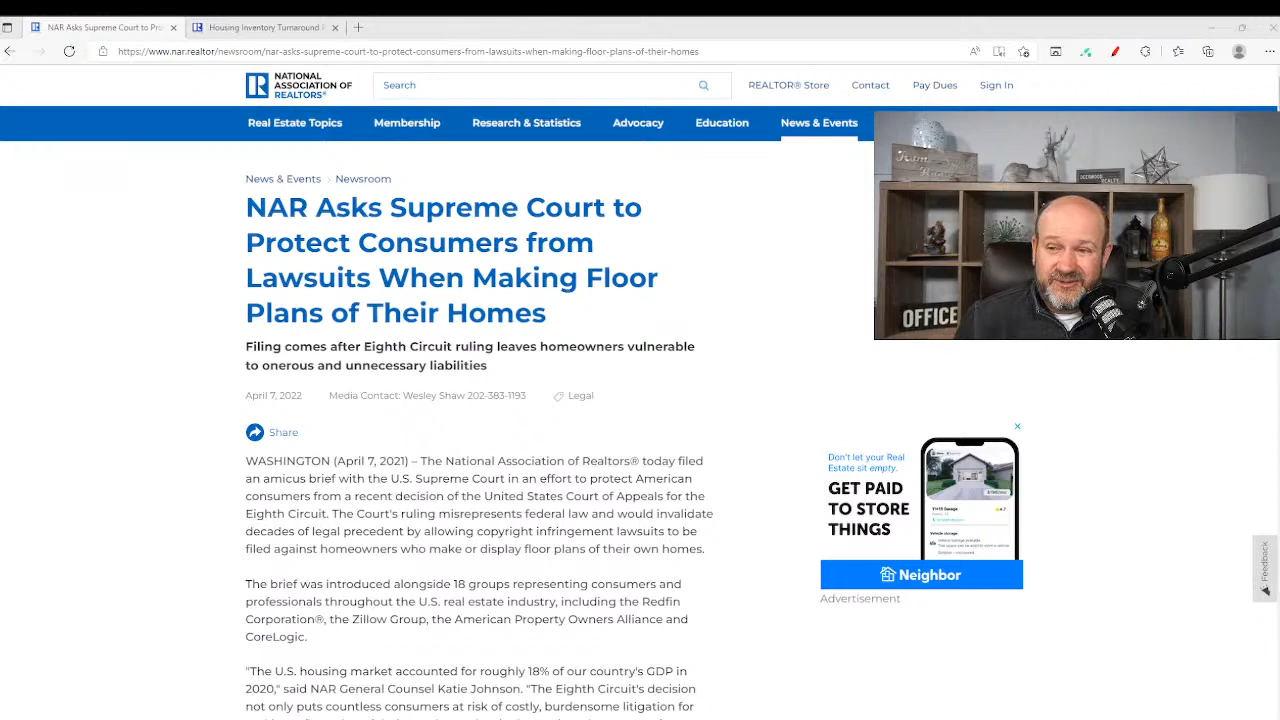 NAR Asks Supreme Court to Pro
Housing Inventory Turnaround
https://www.nar.realtor/newsroom/nar-asks-supreme-court-to-protect-consumers-from-lawsuits-when-making-floor-plans-of-their-homes
NATIONAL
ASSOCIATION OF
REALTORS®
Search
REALTOR® Store
Contact
Pay Dues
Sign In
Real Estate Topics
Membership
Research & Statistics
Advocacy
Education
News & Events
DEERWOOD REALTY
OFFICE
News & Events > Newsroom
NAR Asks Supreme Court to
Protect Consumers from
Lawsuits When Making Floor
Plans of Their Homes
Filing comes after Eighth Circuit ruling leaves homeowners vulnerable
to onerous and unnecessary liabilities
April 7, 2022
Media Contact: Wesley Shaw 202-383-1193
Legal
Share
WASHINGTON (April 7, 2021) – The National Association of Realtors® today filed
an amicus brief with the U.S. Supreme Court in an effort to protect American
consumers from a recent decision of the United States Court of Appeals for the
Eighth Circuit. The Court's ruling misrepresents federal law and would invalidate
decades of legal precedent by allowing copyright infringement lawsuits to be
filed against homeowners who make or display floor plans of their own homes.
The brief was introduced alongside 18 groups representing consumers and
professionals throughout the U.S. real estate industry, including the Redfin
Corporation®, the Zillow Group, the American Property Owners Alliance and
CoreLogic.
"The U.S. housing market accounted for roughly 18% of our country's GDP in
2020," said NAR General Counsel Katie Johnson. "The Eighth Circuit's decision
not only puts countless consumers at risk of costly, burdensome litigation for
Don't let your Real
Estate sit empty.
GET PAID
TO STORE
THINGS
Neighbor
Advertisement
Feedback